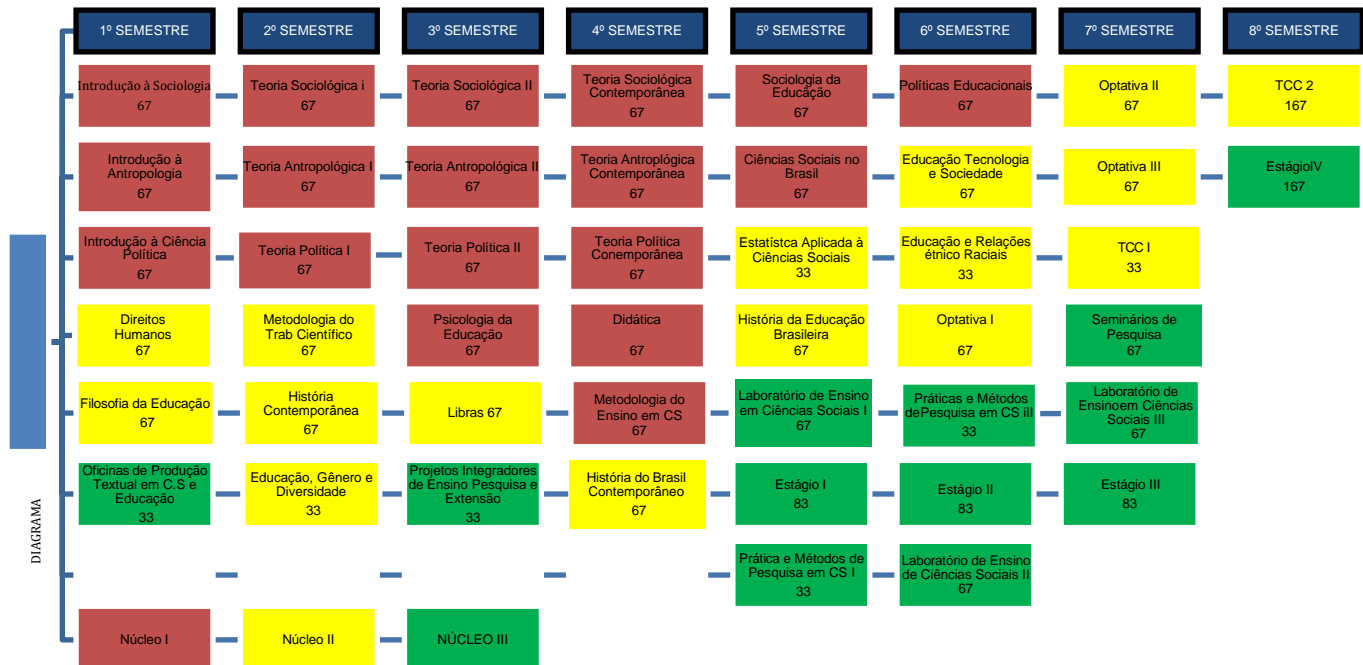 1º SEMESTRE
2º SEMESTRE
3º SEMESTRE
4º SEMESTRE
5º SEMESTRE
6º SEMESTRE
7º SEMESTRE
8º SEMESTRE
Introdução à Sociologia
67
Teoria Sociológica i
67
Teoria Sociológica II
67
Teoria Sociológica
Contemporânea
67
Sociologia da
Educação
67
Políticas Educacionais
67
Optativa II
67
TCC 2
167
Introdução à
Antropologia
67
Teoria Antropológica I
67
Teoria Antropológica II
67
Teoria Antroplógica
Contemporânea
67
Ciências Sociais no
Brasil
67
Educação Tecnologia
e Sociedade
67
Optativa III
67
EstágioIV
167
Introdução à Ciência
Política
67
Teoria Política I
67
Teoria Política II
67
Teoria Política
Conemporânea
67
Estatístca Aplicada à
Ciências Sociais
33
Educação e Relações
étnico Raciais
33
TCC I
33
Direitos
Humanos
67
Metodologia do
Trab Científico
67
Psicologia da
Educação
67
Didática
67
História da Educação
Brasileira
67
Optativa I
67
Seminários de
Pesquisa
67
Filosofia da Educação
67
História
Contemporânea
67
Libras 67
Metodologia do
Ensino em CS
67
Laboratório de Ensino
em Ciências Sociais I
67
Práticas e Métodos
dePesquisa em CS iII
33
Laboratório de
Ensinoem Ciências
Sociais III
67
Oficinas de Produção
Textual em C.S e
Educação
33
Educação, Gênero e
Diversidade
33
Projetos Integradores
de Ensino Pesquisa e
Extensão
33
História do Brasil
Contemporâneo
67
Estágio I
83
Estágio II
83
Estágio III
83
Prática e Métodos de
Pesquisa em CS I
33
Laboratório de Ensino
de Ciências Sociais II
67
Núcleo I
Núcleo II
NÚCLEO III
DIAGRAMA